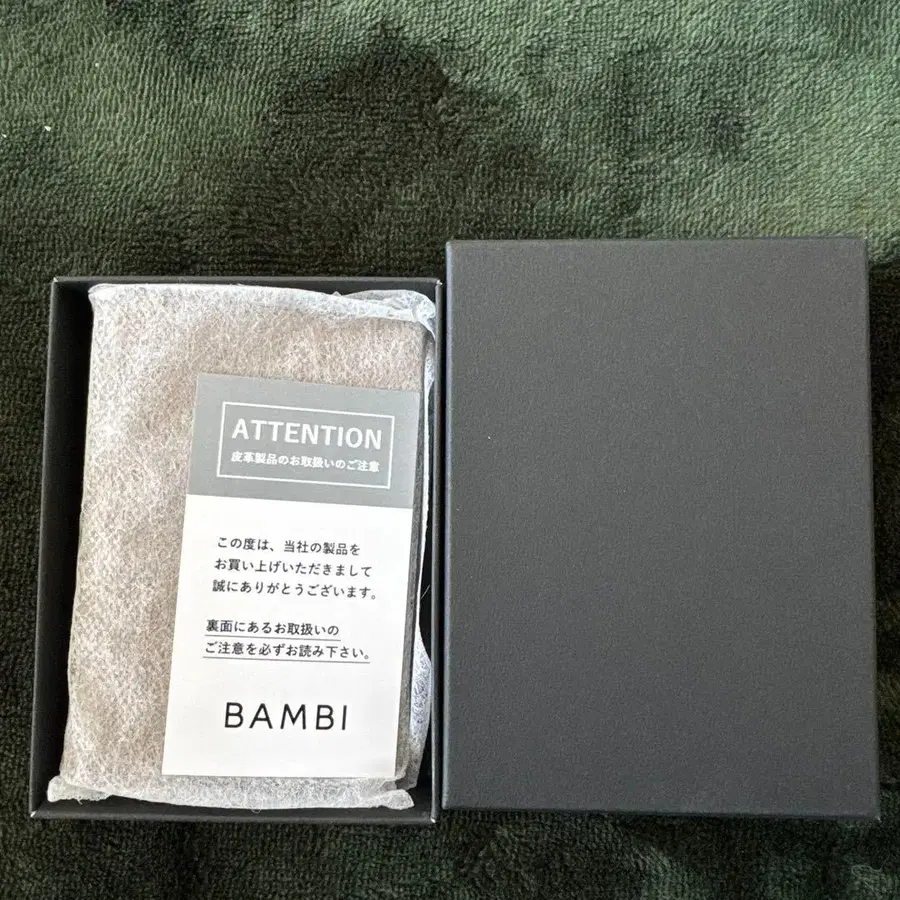 ATTENTION
皮革製品のお取扱いのご注意
この度は、当社の製品を
お買い上げいただきまして
誠にありがとうございます。
裏面にあるお取扱いの
ご注意を必ずお読み下さい。
BAMBI